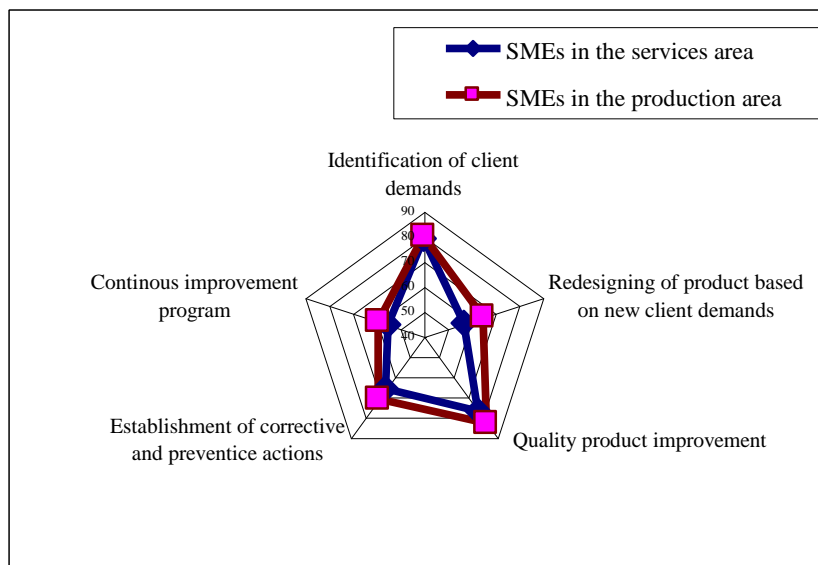 SMEs in the services area
SMEs in the production area
Identification of client
demands
90
80
70
60
50
40
Redesigning of product based
on new client demands
Quality product improvement
Establishment of corrective
and preventice actions
Continous improvement
program